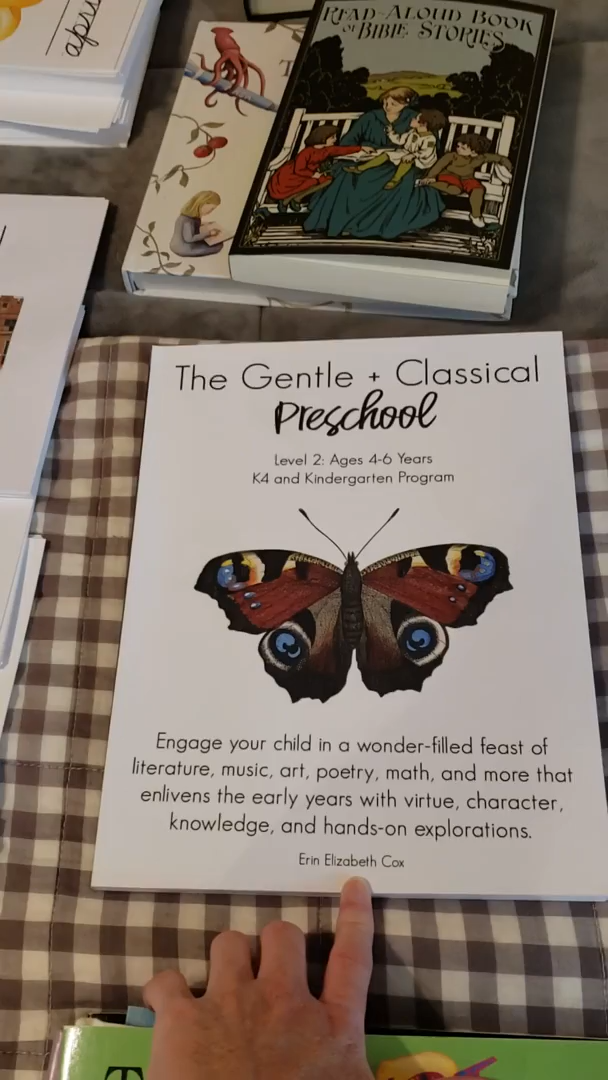 apri
READ-ALOUD BOOK
OF BIBLE STORIES
T
The Gentle + Classical
Preschool
Level 2: Ages 4-6 Years
K4 and Kindergarten Program
Engage your child in a wonder-filled feast of
literature, music, art, poetry, math, and more that
enlivens the early years with virtue, character,
knowledge, and hands-on explorations.
Erin Elizabeth Cox
T